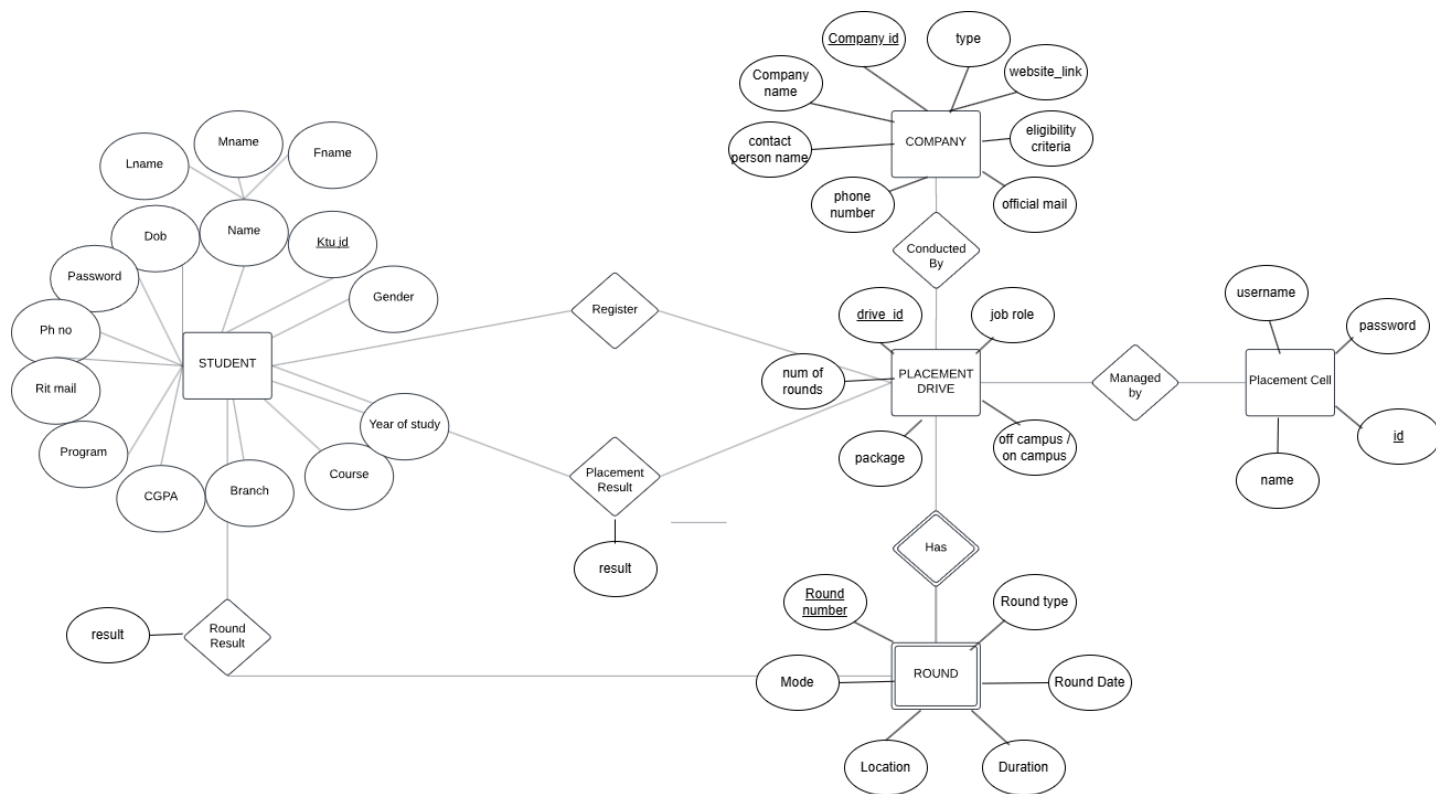 Company id
type
Company
name
website_link
COMPANY
eligibility
criteria
contact
person name
phone
number
official mail
Mname
Fname
Lname
Dob
Name
Ktu id
Password
Gender
Ph no
STUDENT
Rit mail
Program
CGPA
Branch
Course
Year of study
Register
Placement
Result
result
Conducted
By
drive_id
job role
num of
rounds
PLACEMENT
DRIVE
package
off campus /
on campus
Managed
by
username
password
Placement Cell
id
name
Has
Round
number
Round type
ROUND
Mode
Round Date
Location
Duration
result
Round
Result